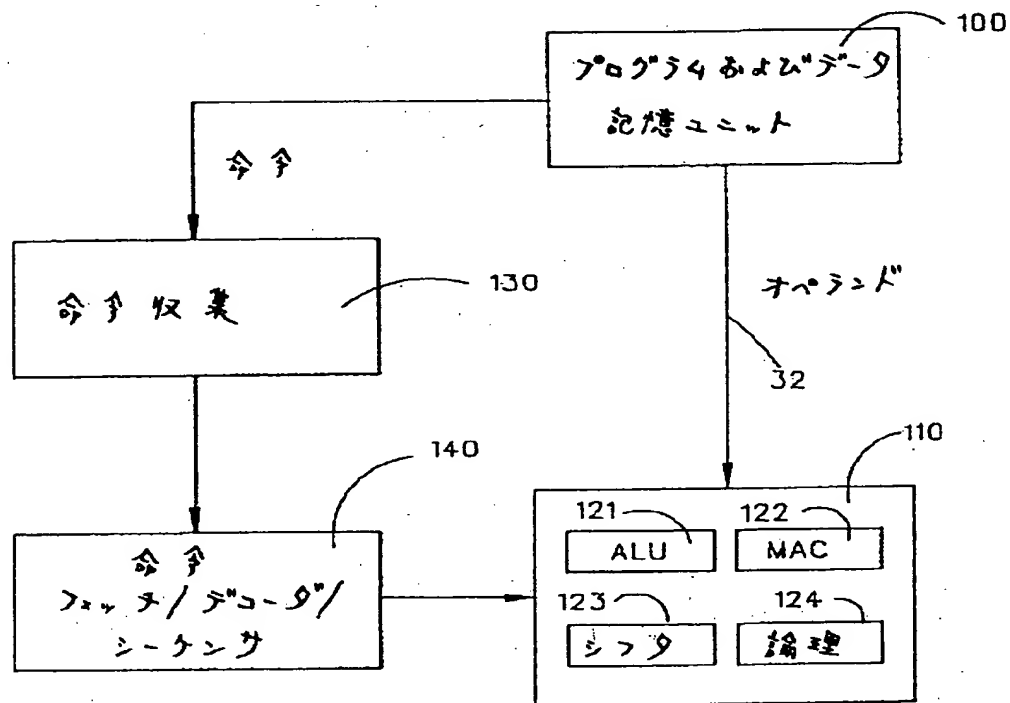 100
プログラムおよびデータ
記憶ユニット
命令
命令収集
130
オペランド
32
140
命令
フェッチ/デコーダ/
シーケンサ
110
121
ALU
122
MAC
123
シフタ
124
論理